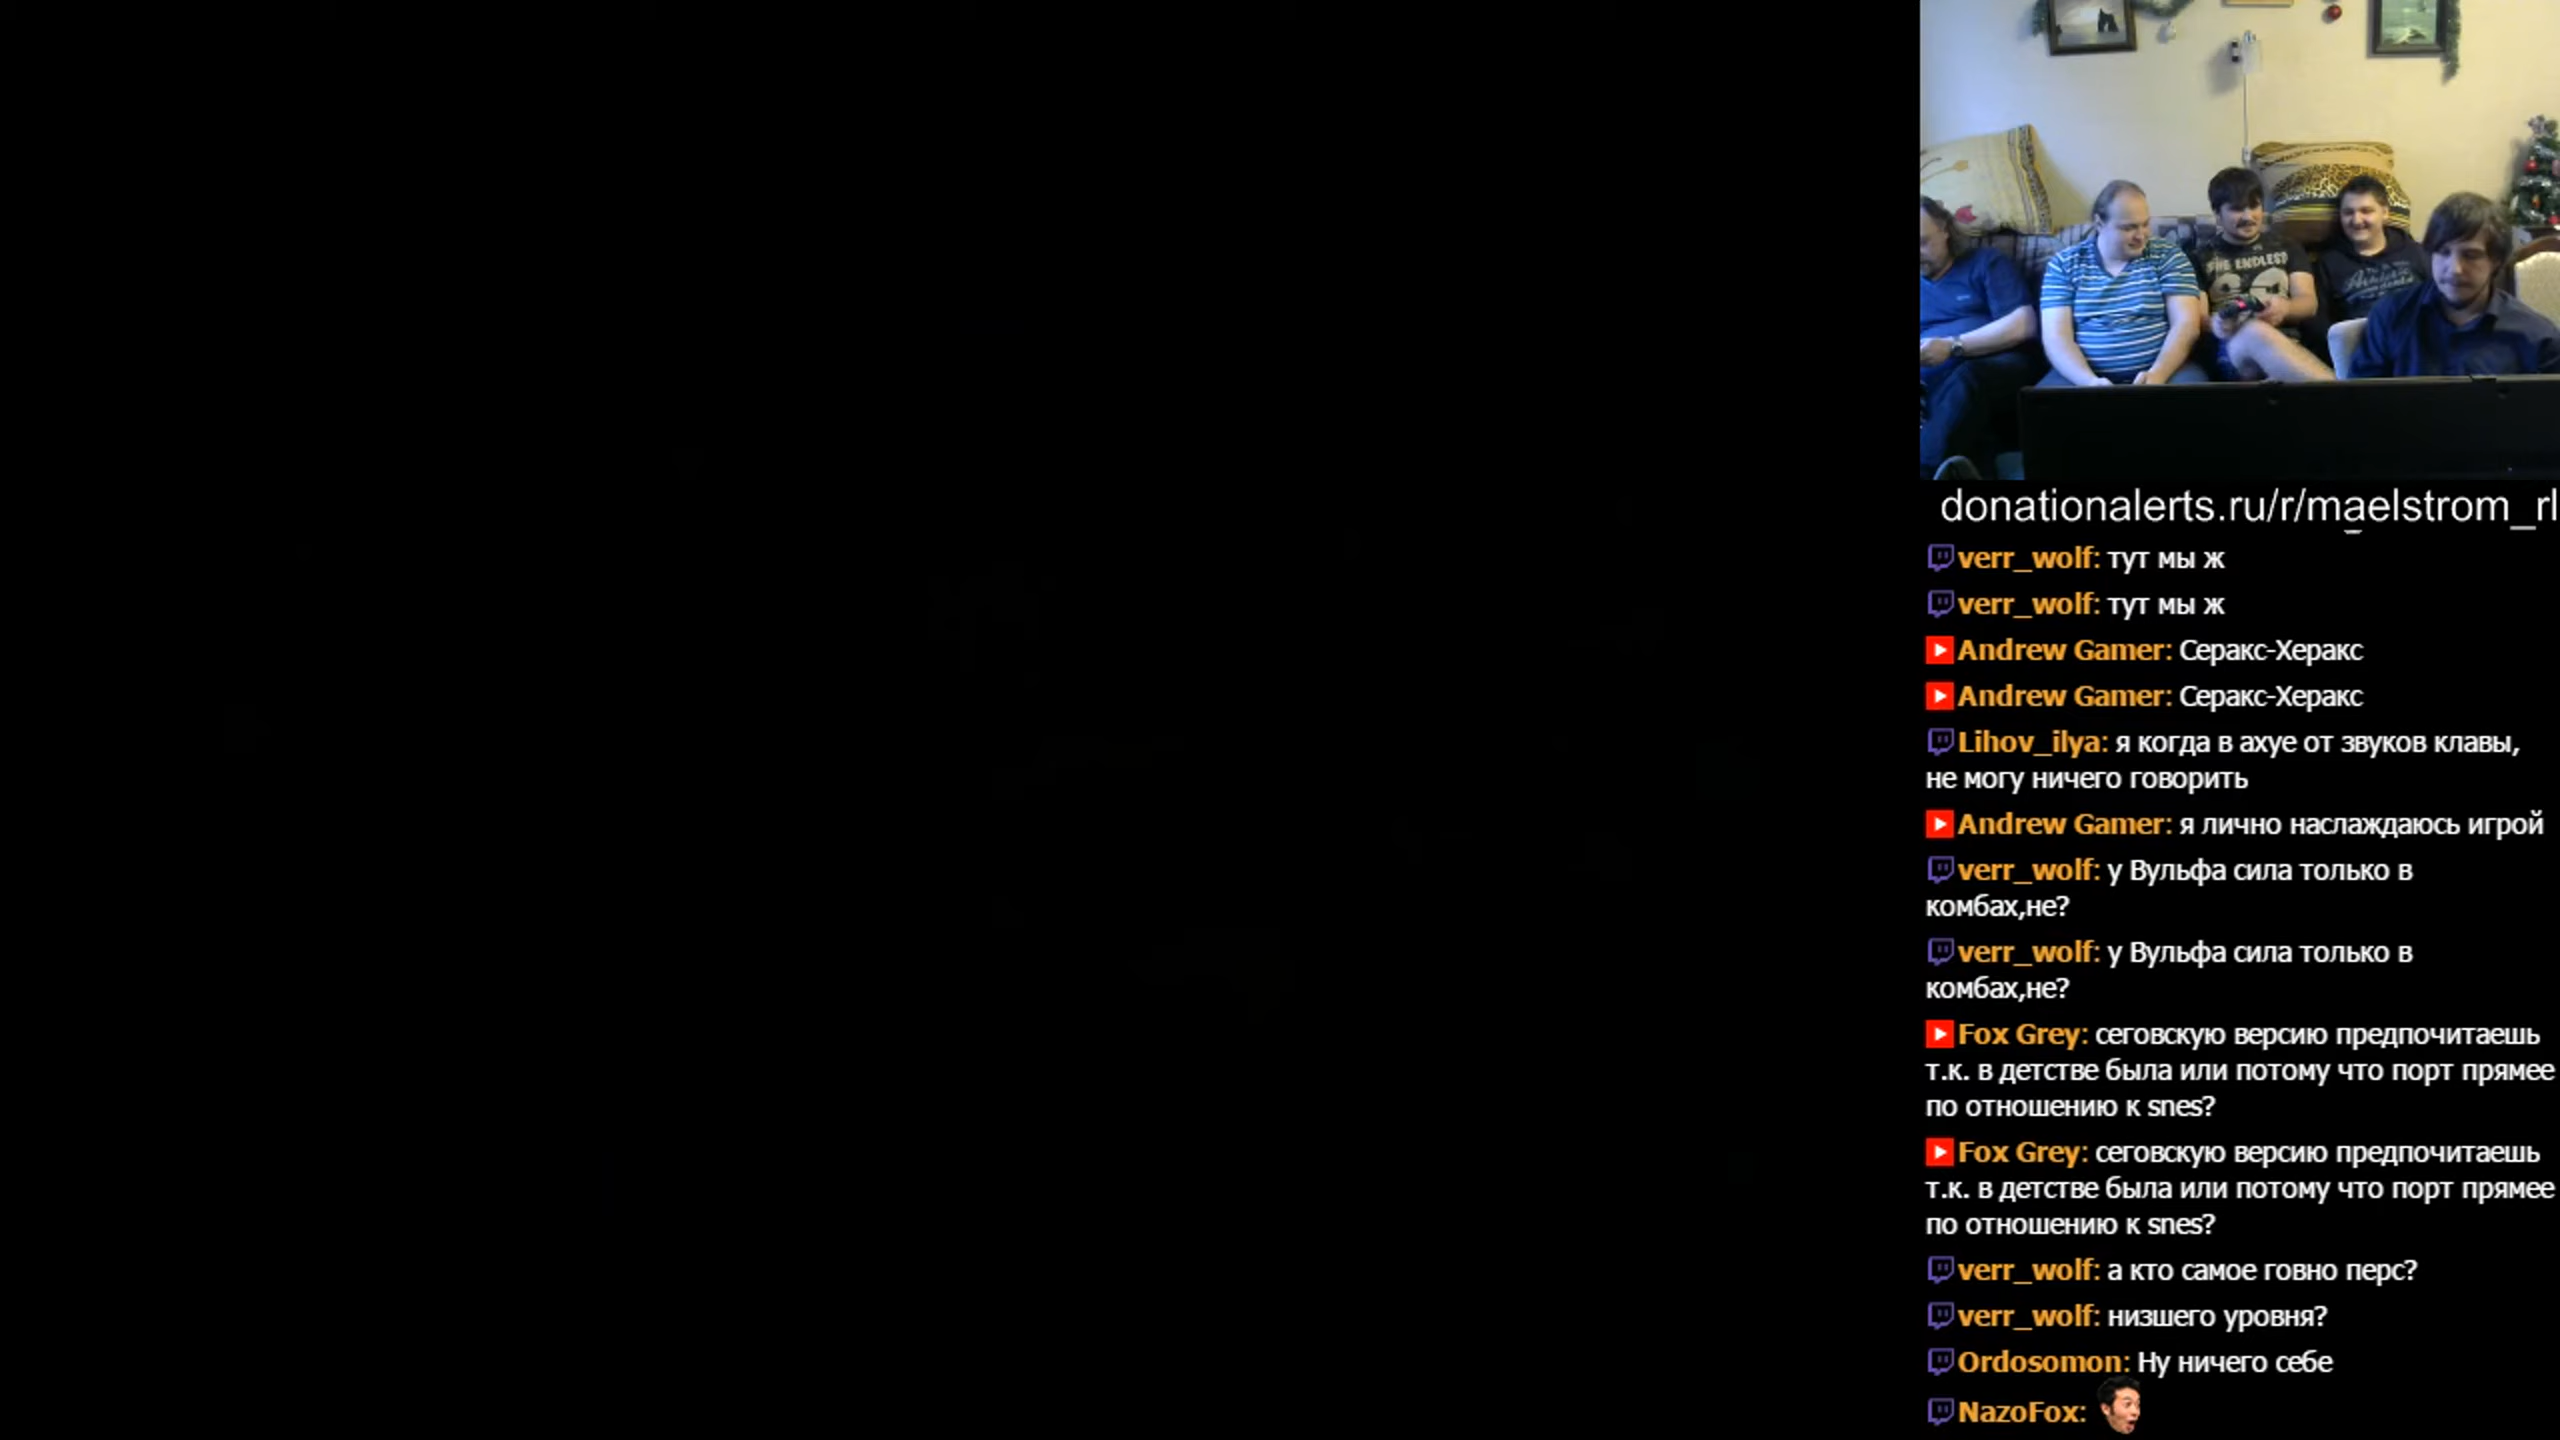 THE ENDLESS
donationalerts.ru/r/maelstrom_rl
verr_wolf: тут мы ж
verr_wolf: тут мы ж
Andrew Gamer: Серакс-Херакс
Andrew Gamer: Серакс-Херакс
Lihov_ilya: я когда в ахуе от звуков клавы,
не могу ничего говорить
Andrew Gamer: я лично наслаждаюсь игрой
verr_wolf: у Вульфа сила только в
комбах,не?
verr_wolf: у Вульфа сила только в
комбах,не?
Fox Grey: сеговскую версию предпочитаешь
т.к. в детстве была или потому что порт прямее
по отношению к snes?
Fox Grey: сеговскую версию предпочитаешь
т.к. в детстве была или потому что порт прямее
по отношению к snes?
verr_wolf: а кто самое говно перс?
verr_wolf: низшего уровня?
Ordosomon: Ну ничего себе
NazoFox: